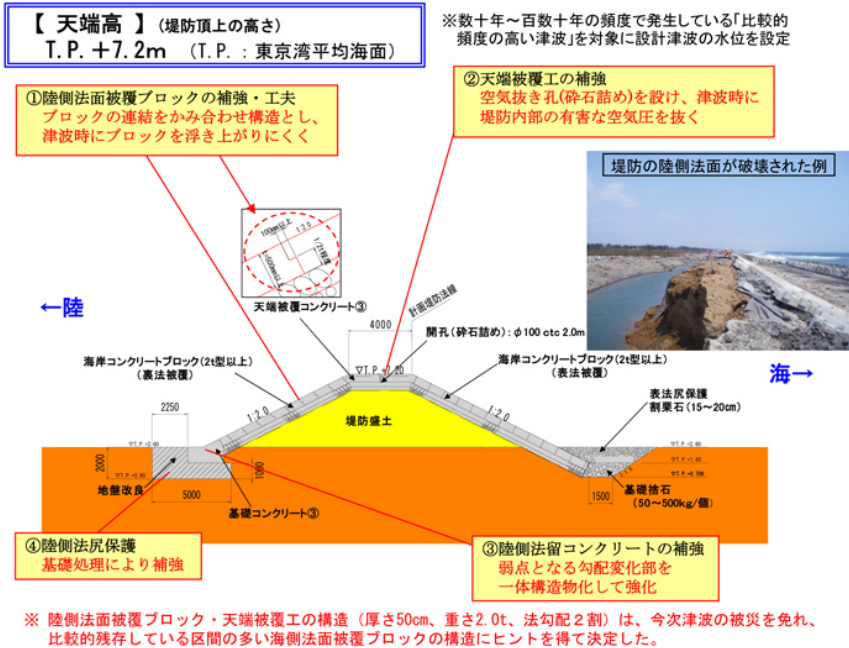 【 天端高 】(堤防頂上の高さ)
T.P.+7.2m (T.P.:東京湾平均海面)
※数十年～百数十年の頻度で発生している「比較的
頻度の高い津波」を対象に設計津波の水位を設定
①陸側法面被覆ブロックの補強・工夫
ブロックの連結をかみ合わせ構造とし、
津波時にブロックを浮き上がりにくく
②天端被覆工の補強
空気抜き孔(砕石詰め)を設け、津波時に
堤防内部の有害な空気圧を抜く
堤防の陸側法面が破壊された例
100mm以上
1:2.0
1/2t程度
天端被覆コンクリート③
計画堤防法線
←陸
4000
開孔(砕石詰め):φ100 ctc 2.0m
海岸コンクリートブロック(2t型以上)
(裏法被覆)
▽T.P.+7.20
海岸コンクリートブロック(2t型以上)
(表法被覆)
海→
1:2.0
堤防盛土
1:2.0
表法尻保護
割栗石(15～20cm)
2250
2000
1000
5000
1500
地盤改良
基礎コンクリート③
基礎捨石
(50～500kg/個)
④陸側法尻保護
基礎処理により補強
③陸側法留コンクリートの補強
弱点となる勾配変化部を
一体構造物化して強化
※ 陸側法面被覆ブロック・天端被覆工の構造(厚さ50cm、重さ2.0t、法勾配２割)は、今次津波の被災を免れ、
比較的残存している区間の多い海側法面被覆ブロックの構造にヒントを得て決定した。